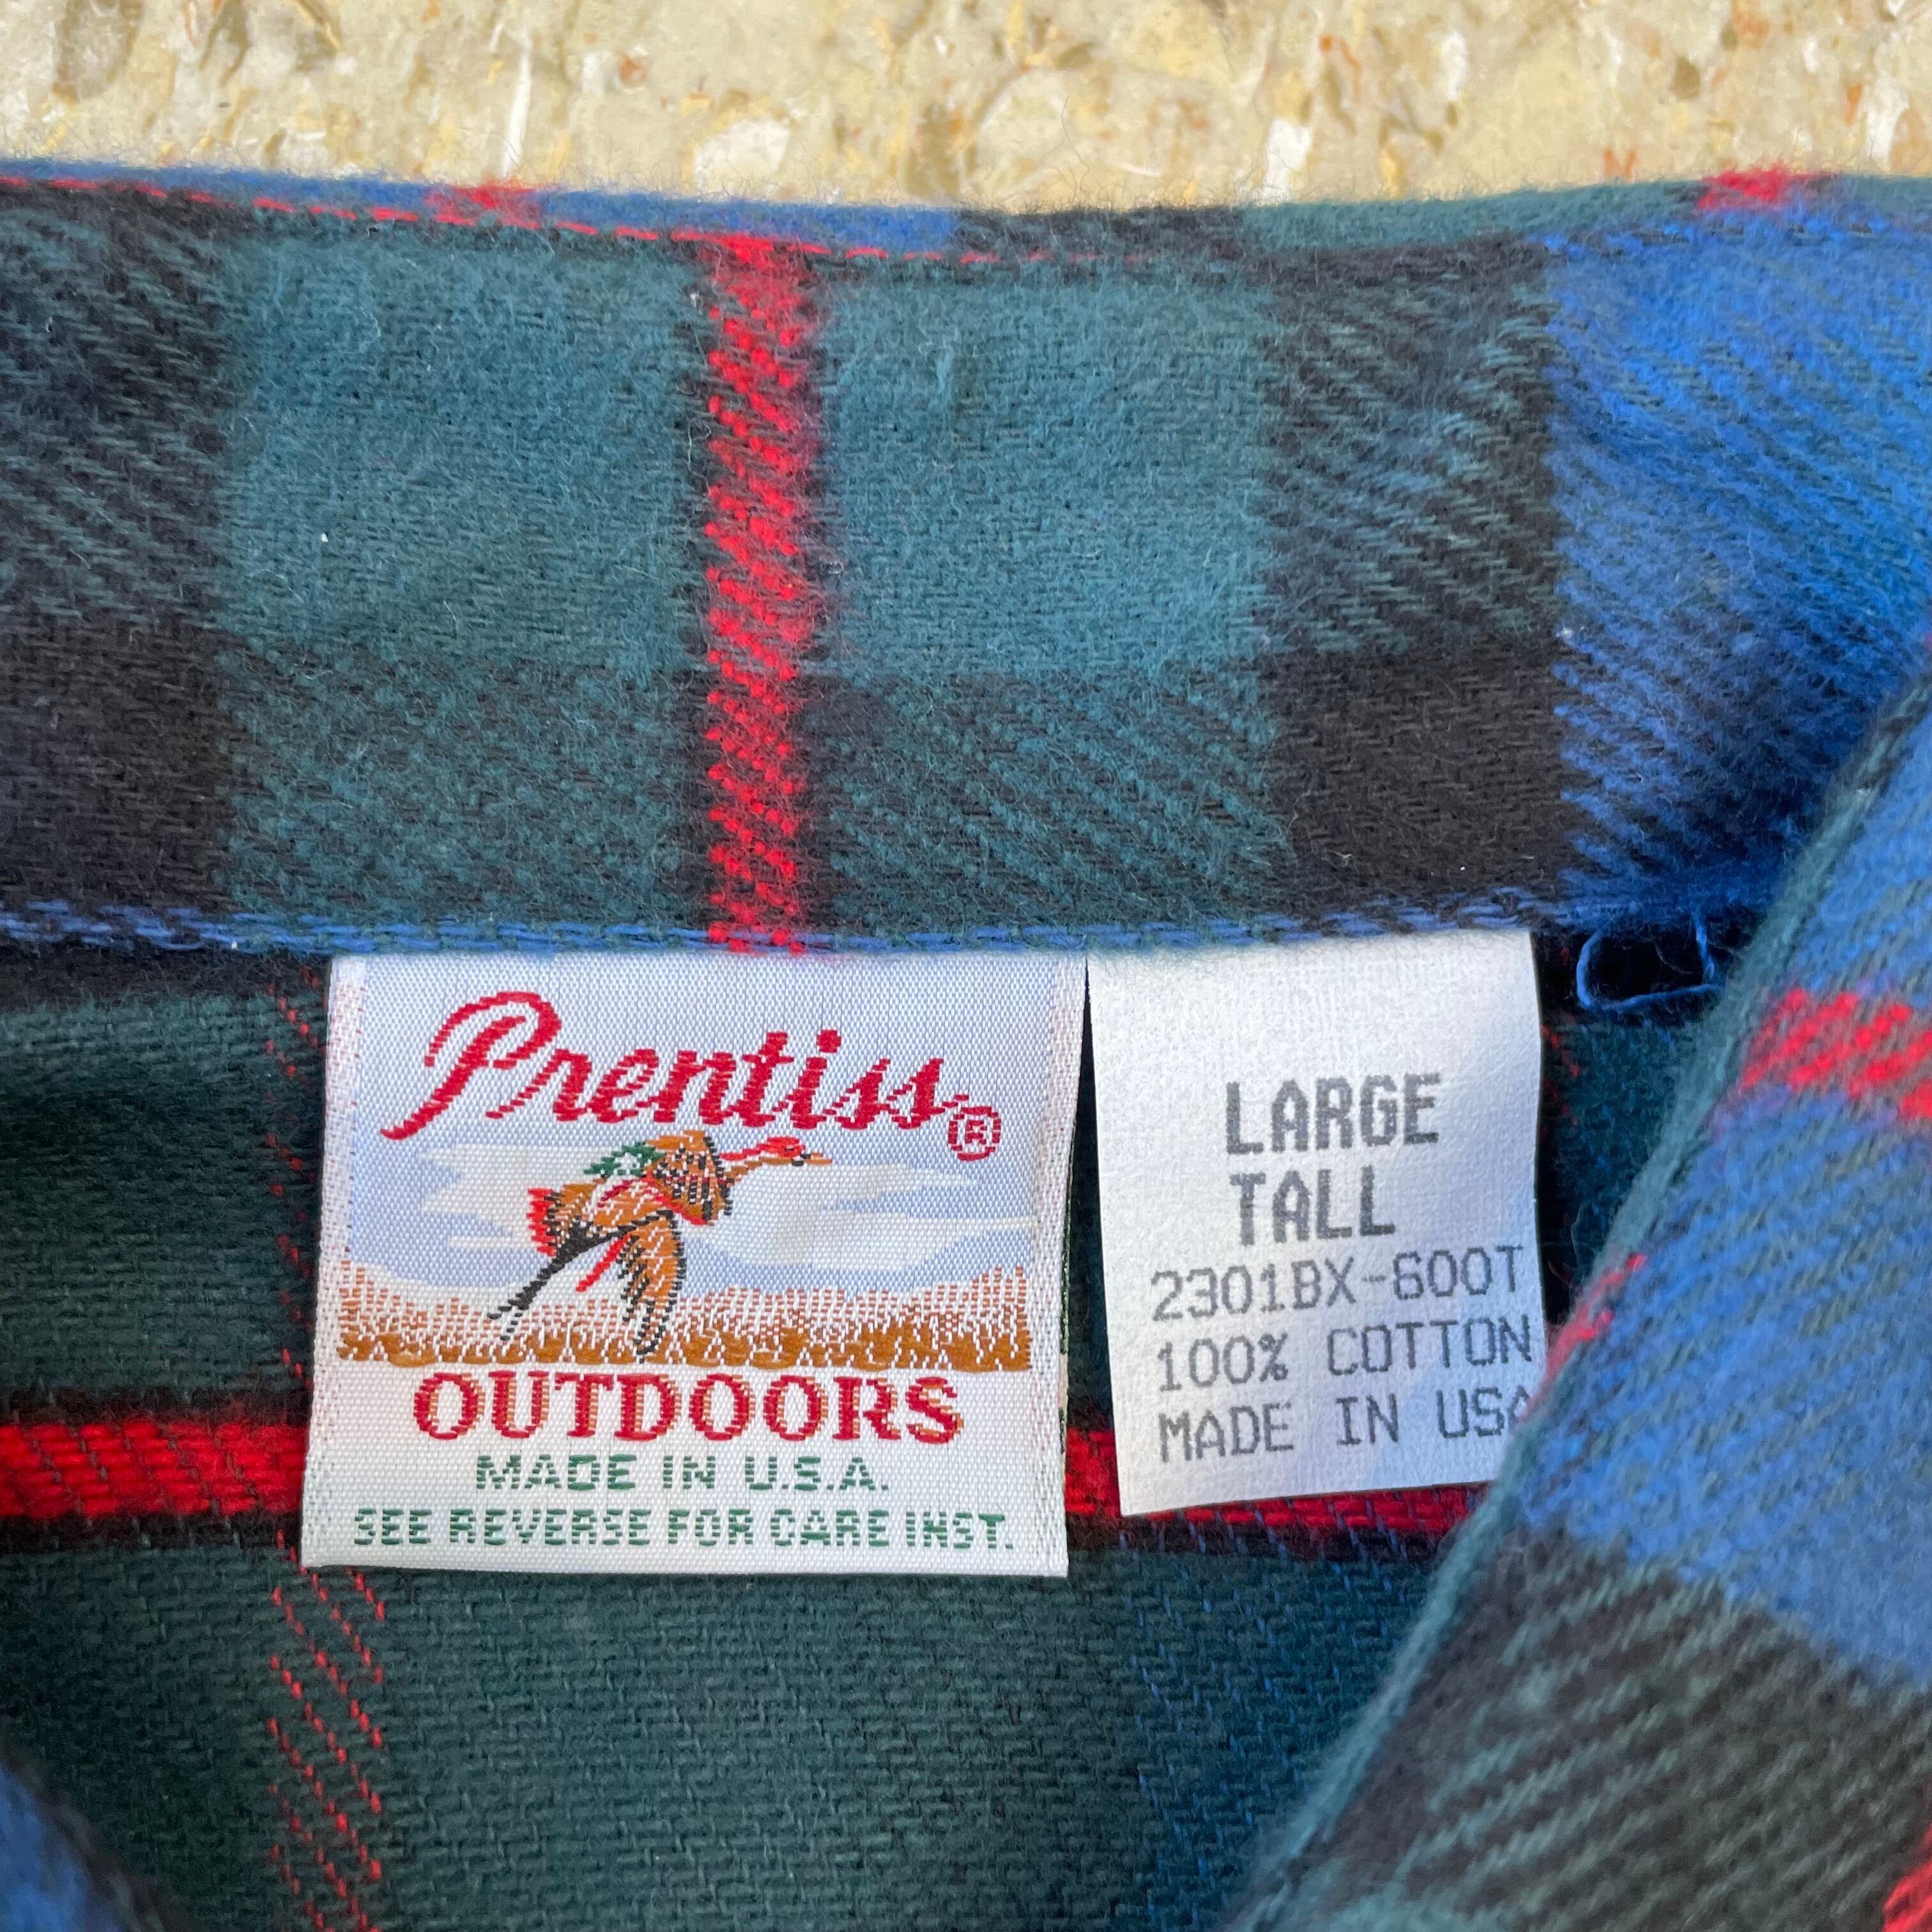 Prentiss®
OUTDOORS
MADE IN U.S.A.
SEE REVERSE FOR CARE INST.
LARGE
TALL
2301BX-600T
100% COTTON
MADE IN USA